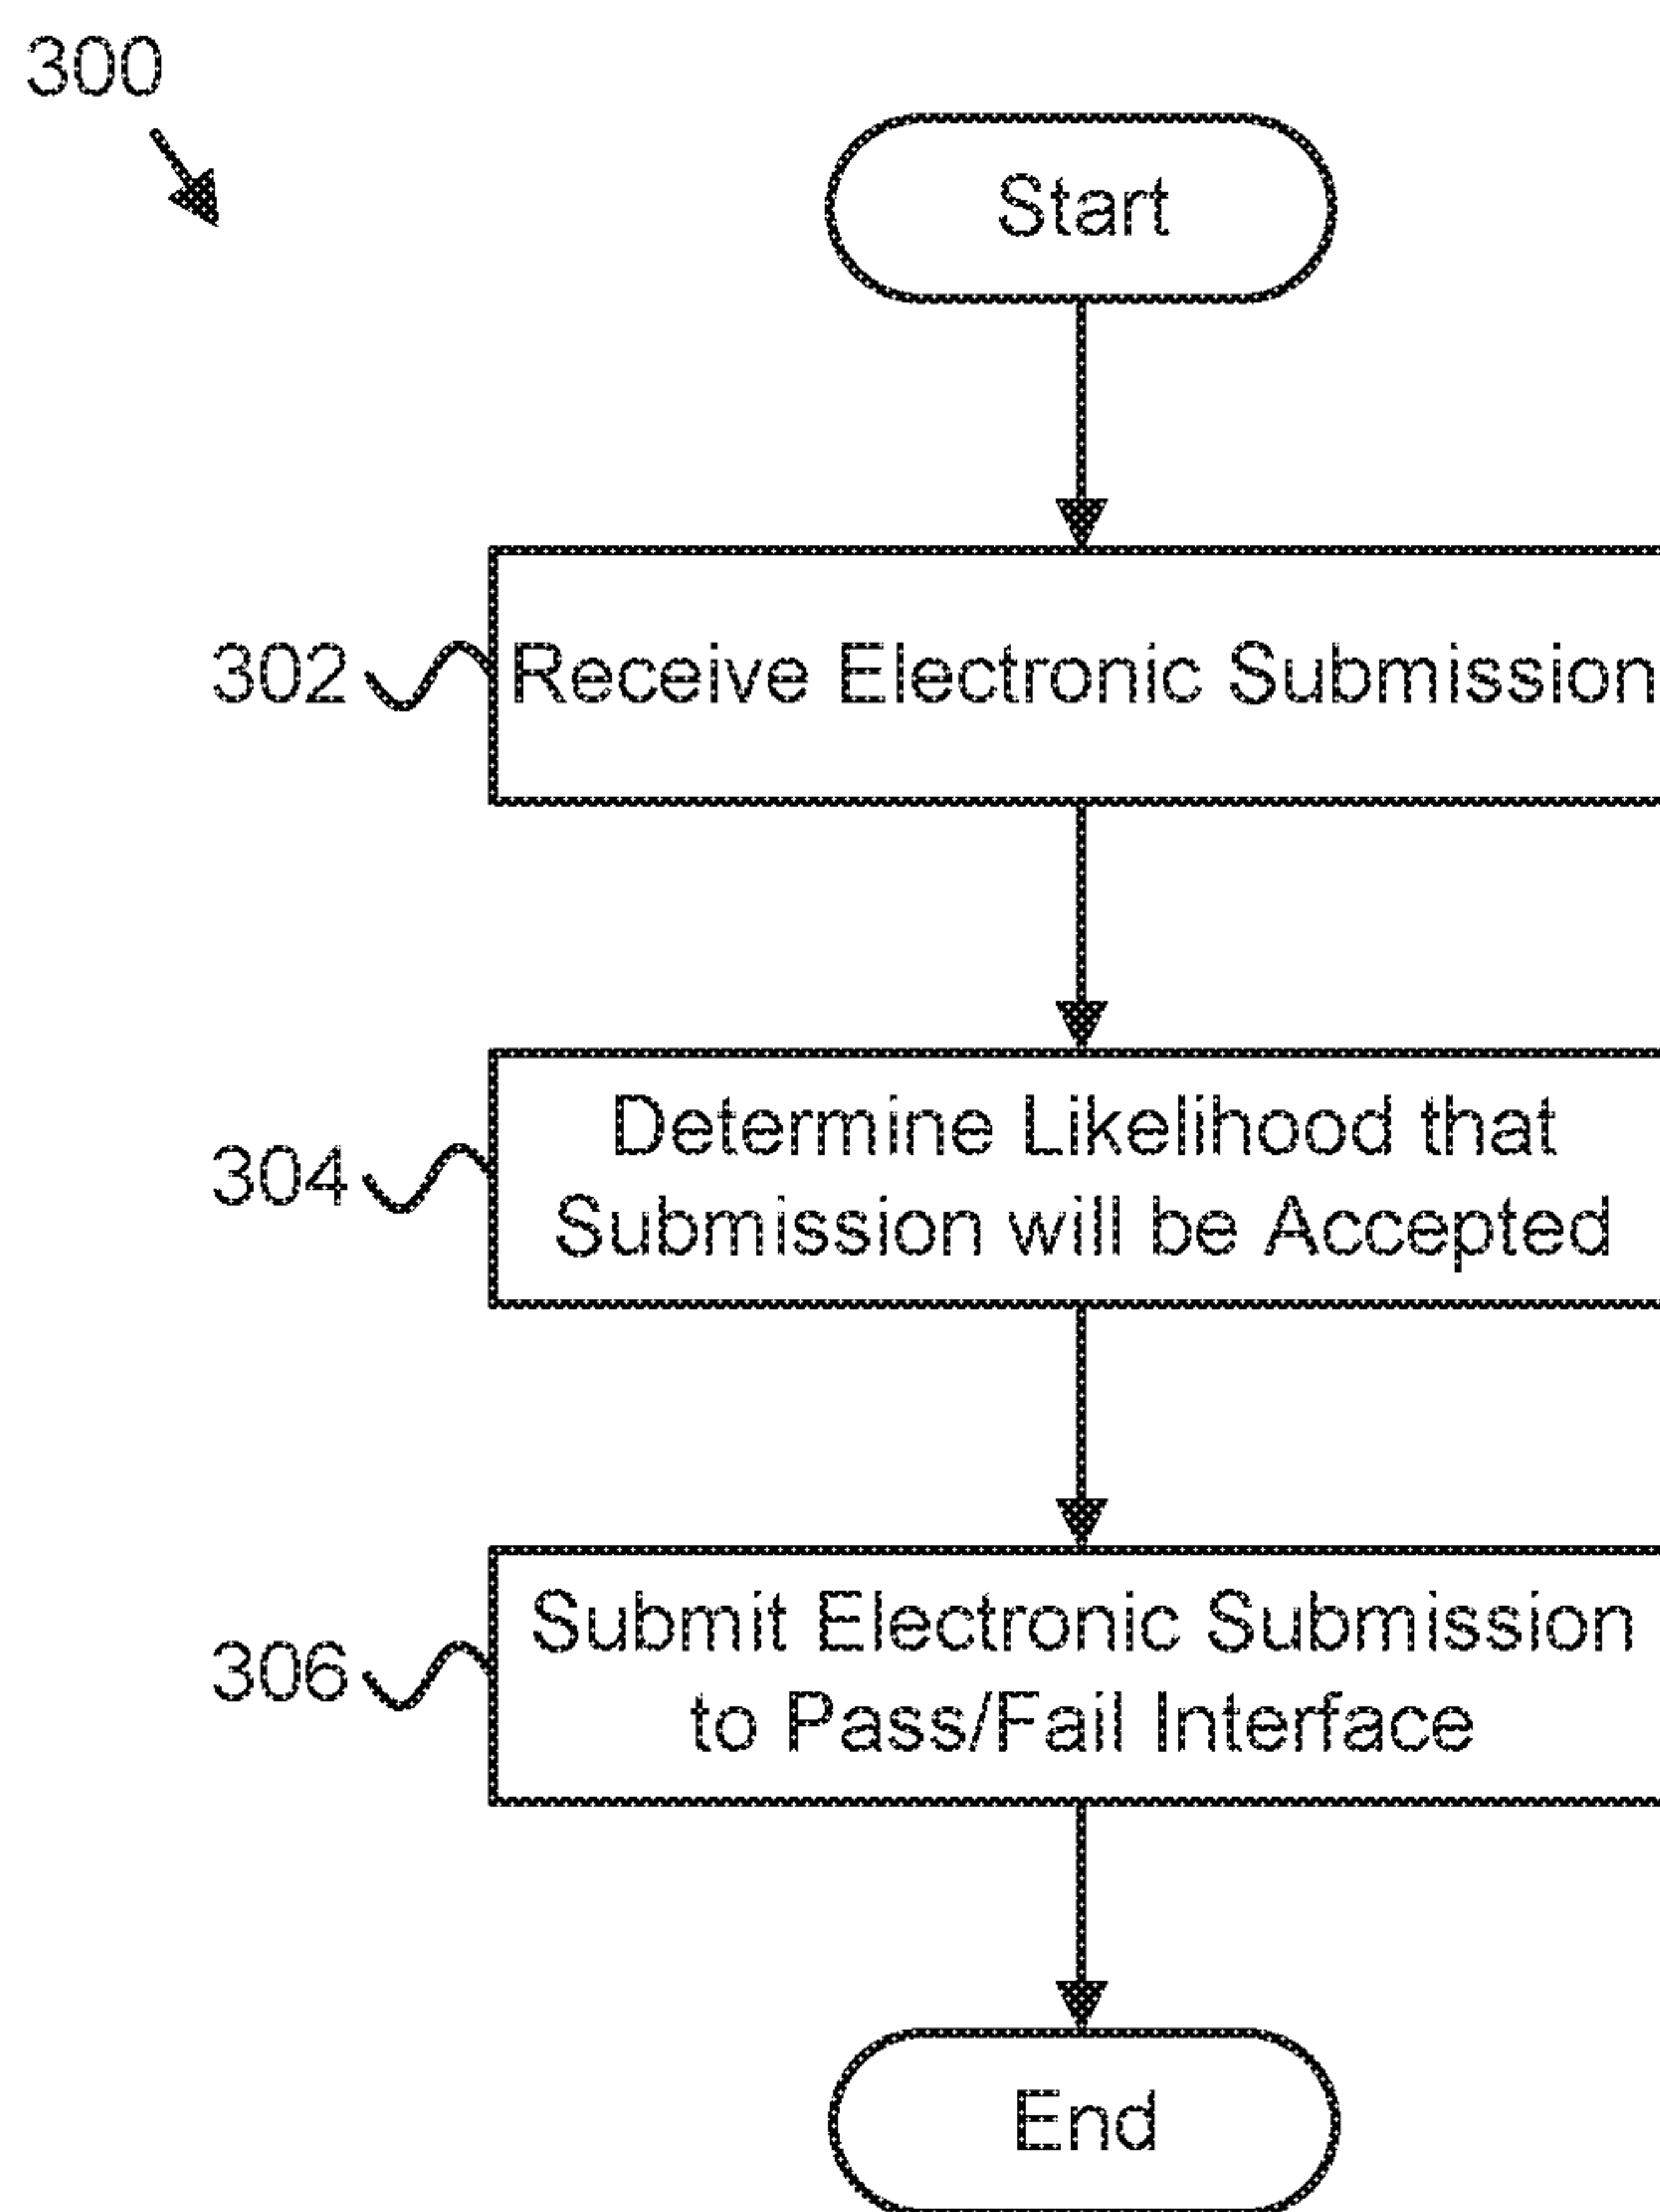 300
Start
302
Receive Electronic Submission
304
Determine Likelihood that
Submission will be Accepted
306
Submit Electronic Submission
to Pass/Fail Interface
End